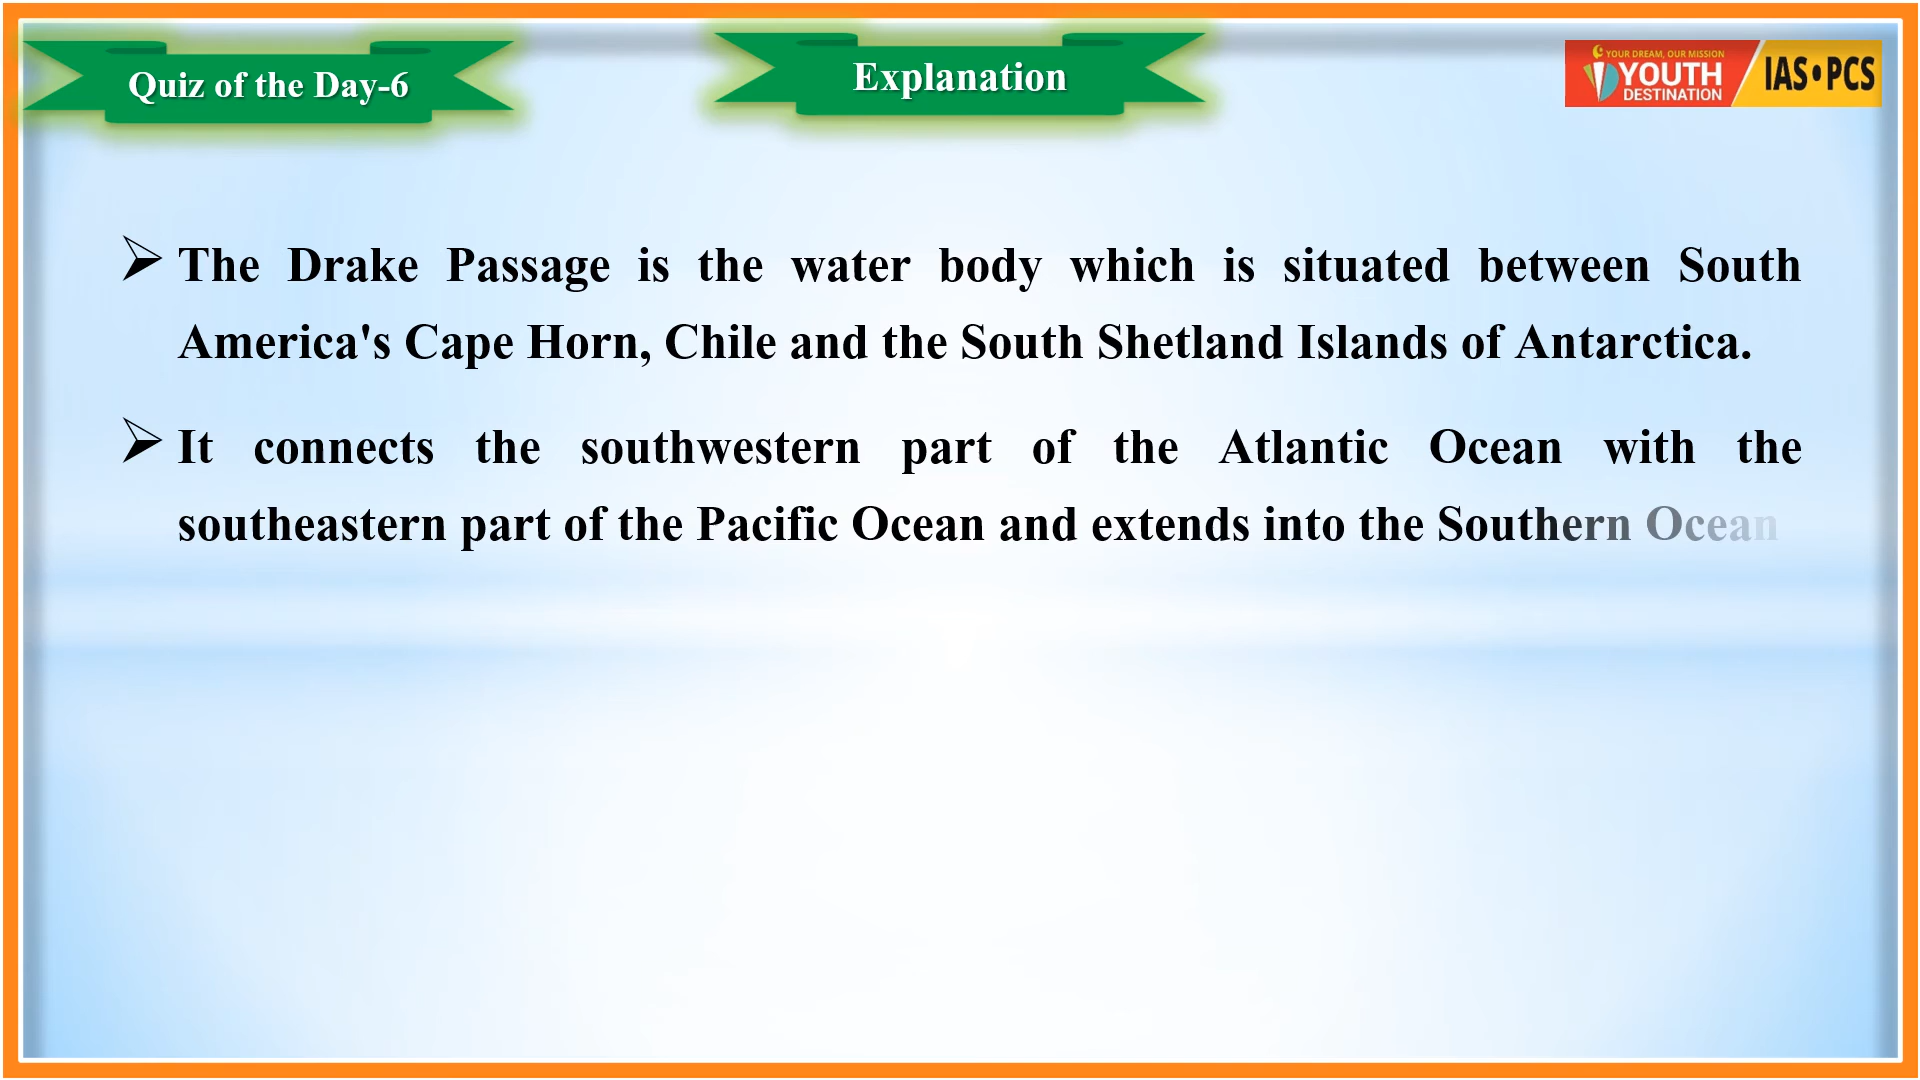 Quiz of the Day-6
Explanation
YOUR DREAM, OUR MISSION
YOUTH
DESTINATION
IAS•PCS
➢ The Drake Passage is the water body which is situated between South
America's Cape Horn, Chile and the South Shetland Islands of Antarctica.
➢ It connects the southwestern part of the Atlantic Ocean with the
southeastern part of the Pacific Ocean and extends into the Southern Ocean